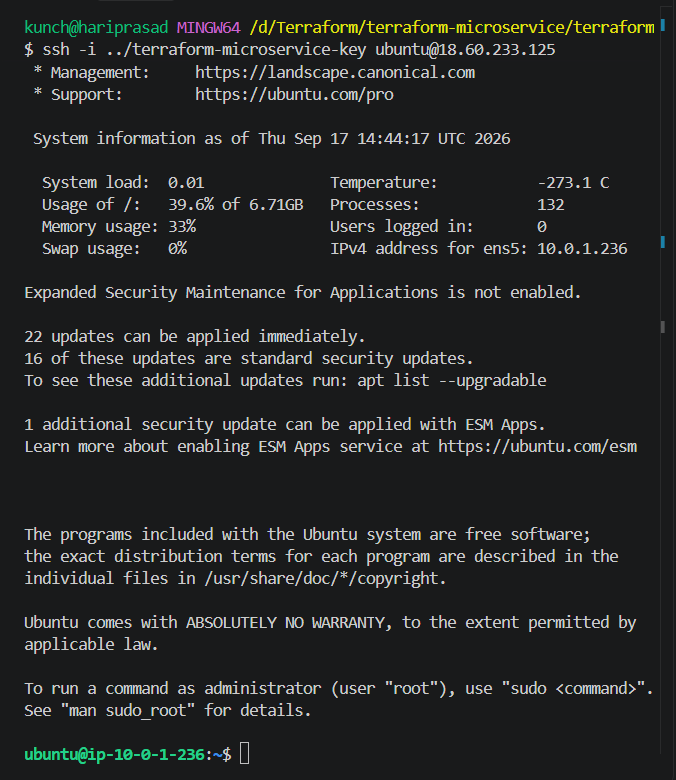 kunch@hariprasad MINGW64 /d/Terraform/terraform-microservice/terraform
$ ssh -i ../terraform-microservice-key ubuntu@18.60.233.125
* Management: https://landscape.canonical.com
* Support: https://ubuntu.com/pro
System information as of Thu Sep 17 14:44:17 UTC 2026
System load: 0.01 Temperature: -273.1 C
Usage of /: 39.6% of 6.71GB Processes: 132
Memory usage: 33% Users logged in: 0
Swap usage: 0% IPv4 address for ens5: 10.0.1.236
Expanded Security Maintenance for Applications is not enabled.
22 updates can be applied immediately.
16 of these updates are standard security updates.
To see these additional updates run: apt list --upgradable
1 additional security update can be applied with ESM Apps.
Learn more about enabling ESM Apps service at https://ubuntu.com/esm
The programs included with the Ubuntu system are free software;
the exact distribution terms for each program are described in the
individual files in /usr/share/doc/*/copyright.
Ubuntu comes with ABSOLUTELY NO WARRANTY, to the extent permitted by
applicable law.
To run a command as administrator (user "root"), use "sudo <command>".
See "man sudo_root" for details.
ubuntu@ip-10-0-1-236:~$